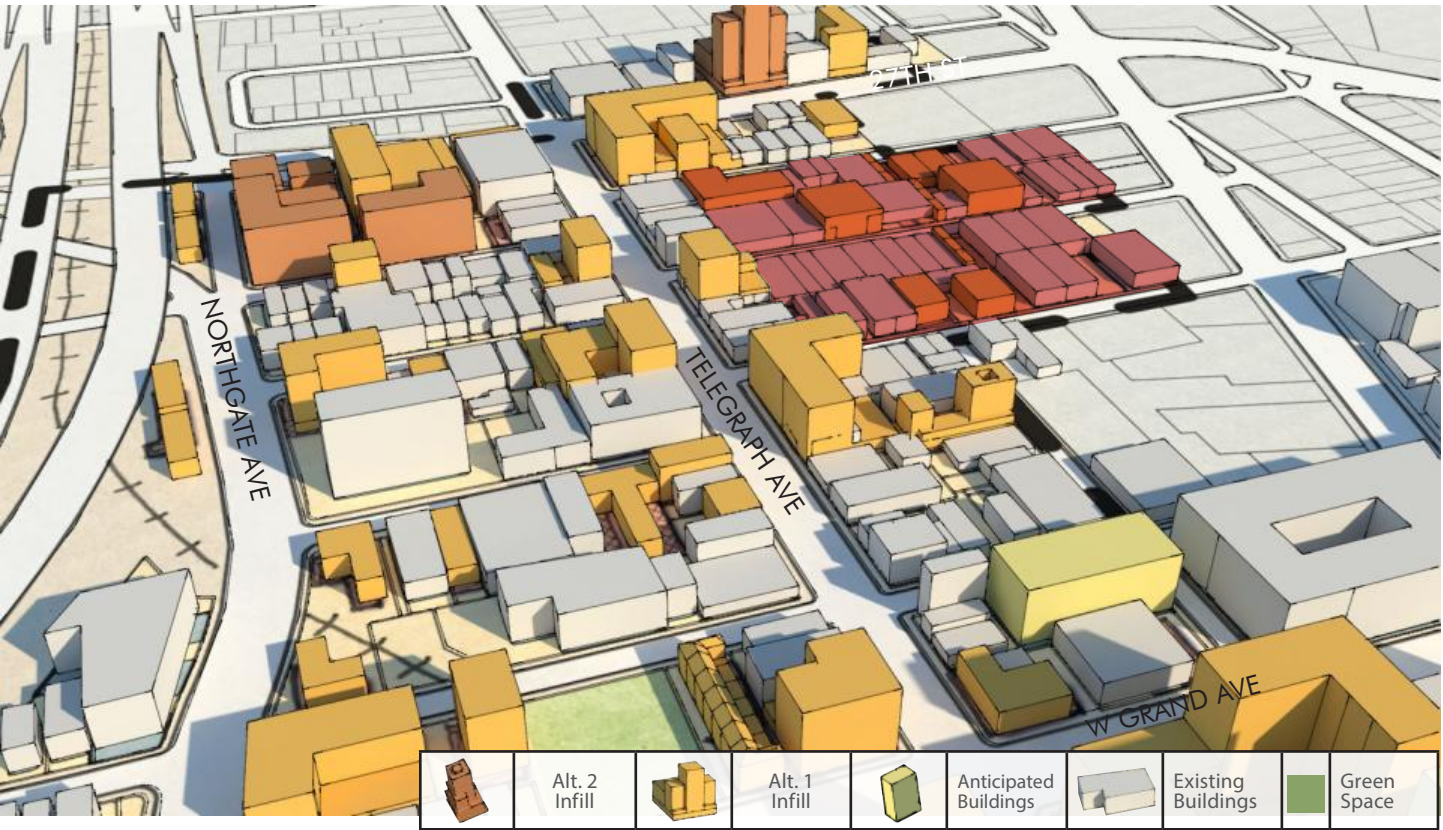 27TH ST
NORTHGATE AVE
TELEGRAPH AVE
W GRAND AVE
Alt. 2
Infill
Alt. 1
Infill
Anticipated
Buildings
Existing
Buildings
Green
Space